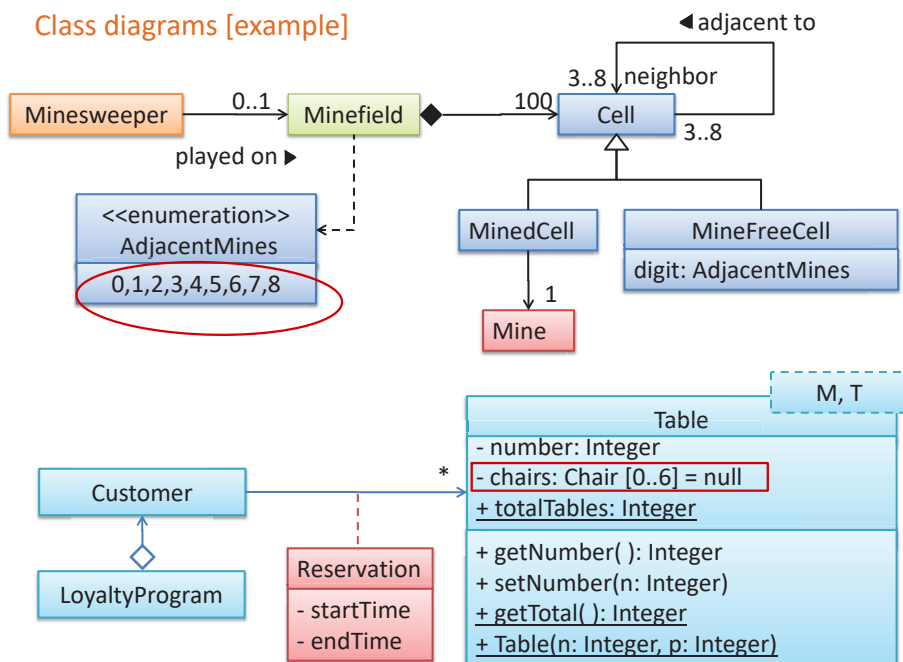 Class diagrams [example]
◀ adjacent to
3..8 neighbor
Minesweeper
0..1
Minefield
100
Cell
3..8
played on ▶
<<enumeration>>
AdjacentMines
0,1,2,3,4,5,6,7,8
MinedCell
MineFreeCell
digit: AdjacentMines
1
Mine
M, T
Table
- number: Integer
- chairs: Chair [0..6] = null
+ totalTables: Integer
Customer
*
+ getNumber( ): Integer
+ setNumber(n: Integer)
+ getTotal( ): Integer
+ Table(n: Integer, p: Integer)
Reservation
- startTime
- endTime
LoyaltyProgram